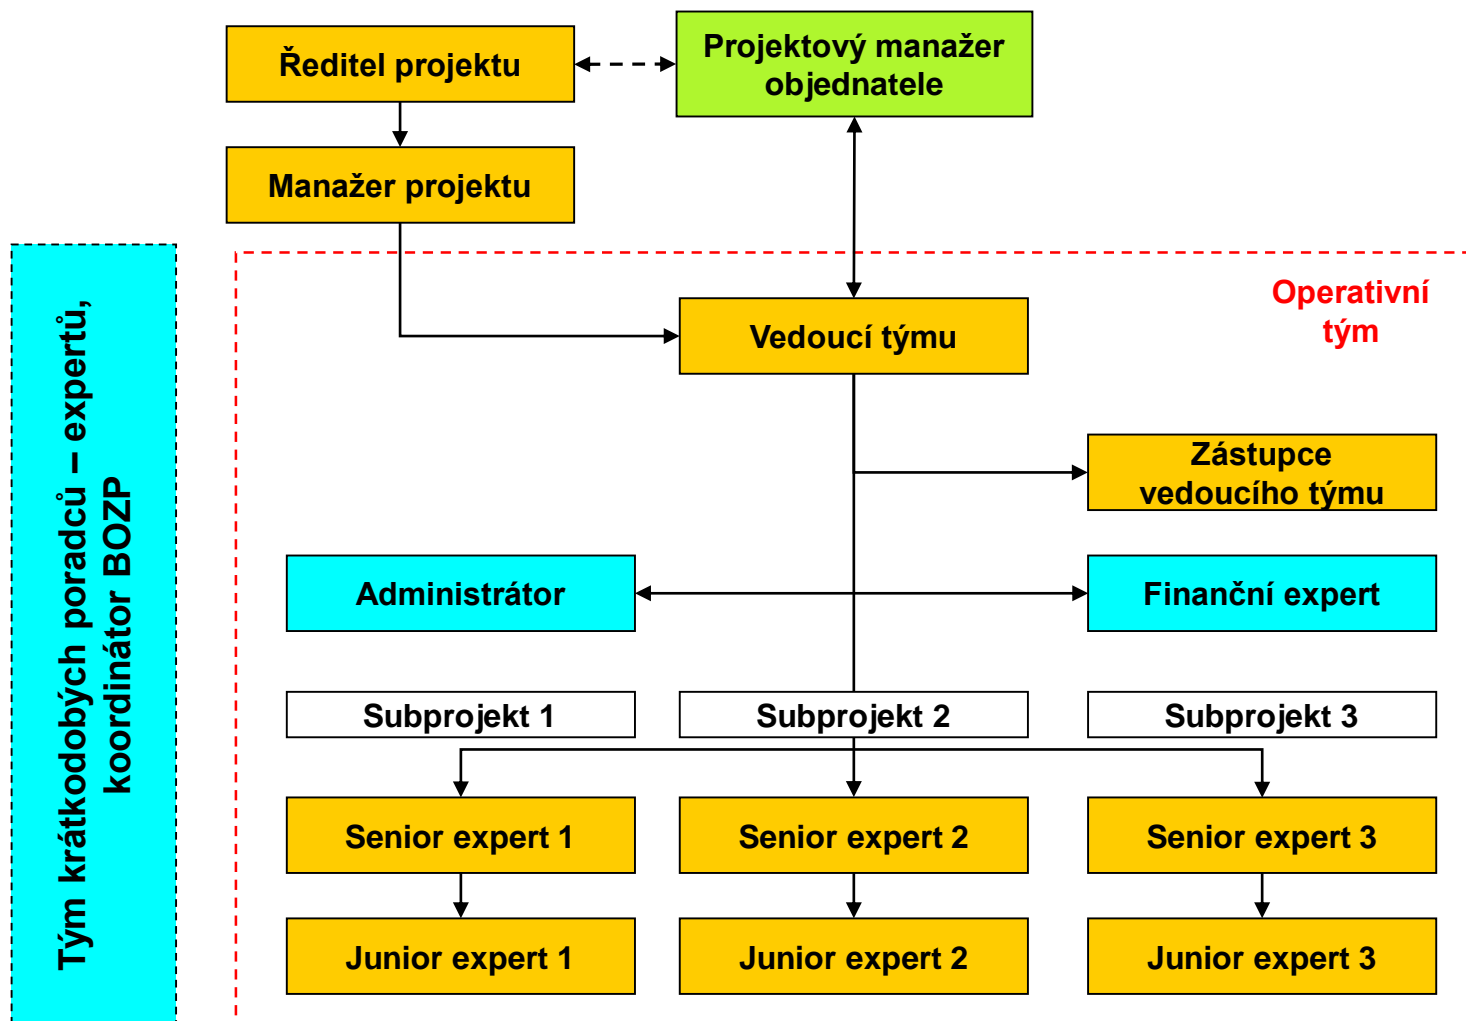 Ředitel projektu
Projektový manažer
objednatele
Manažer projektu
Operativní
tým
Vedoucí týmu
Zástupce
vedoucího týmu
Administrátor
Finanční expert
Subprojekt 1
Subprojekt 2
Subprojekt 3
Senior expert 1
Senior expert 2
Senior expert 3
Junior expert 1
Junior expert 2
Junior expert 3
Tým krátkodobých poradců – expertů,
koordinátor BOZP